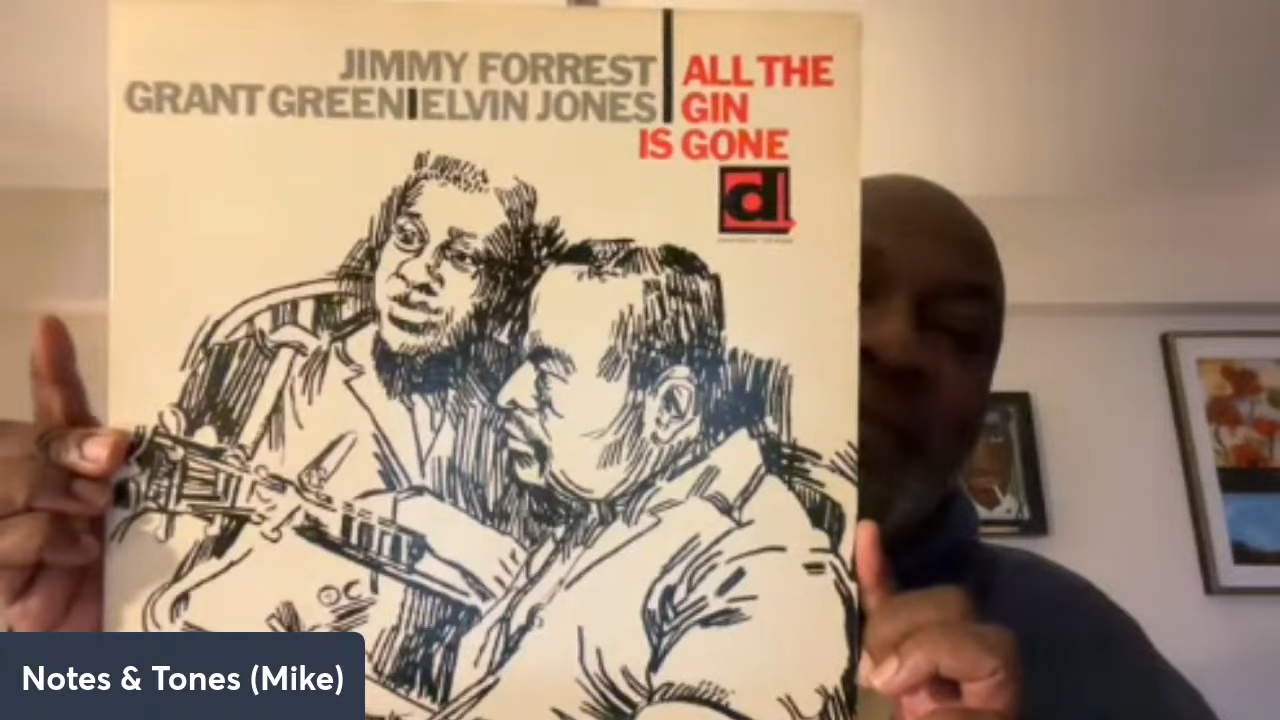 JIMMY FORREST
GRANT GREEN|ELVIN JONES
ALL THE
GIN
IS GONE
d
Notes & Tones (Mike)